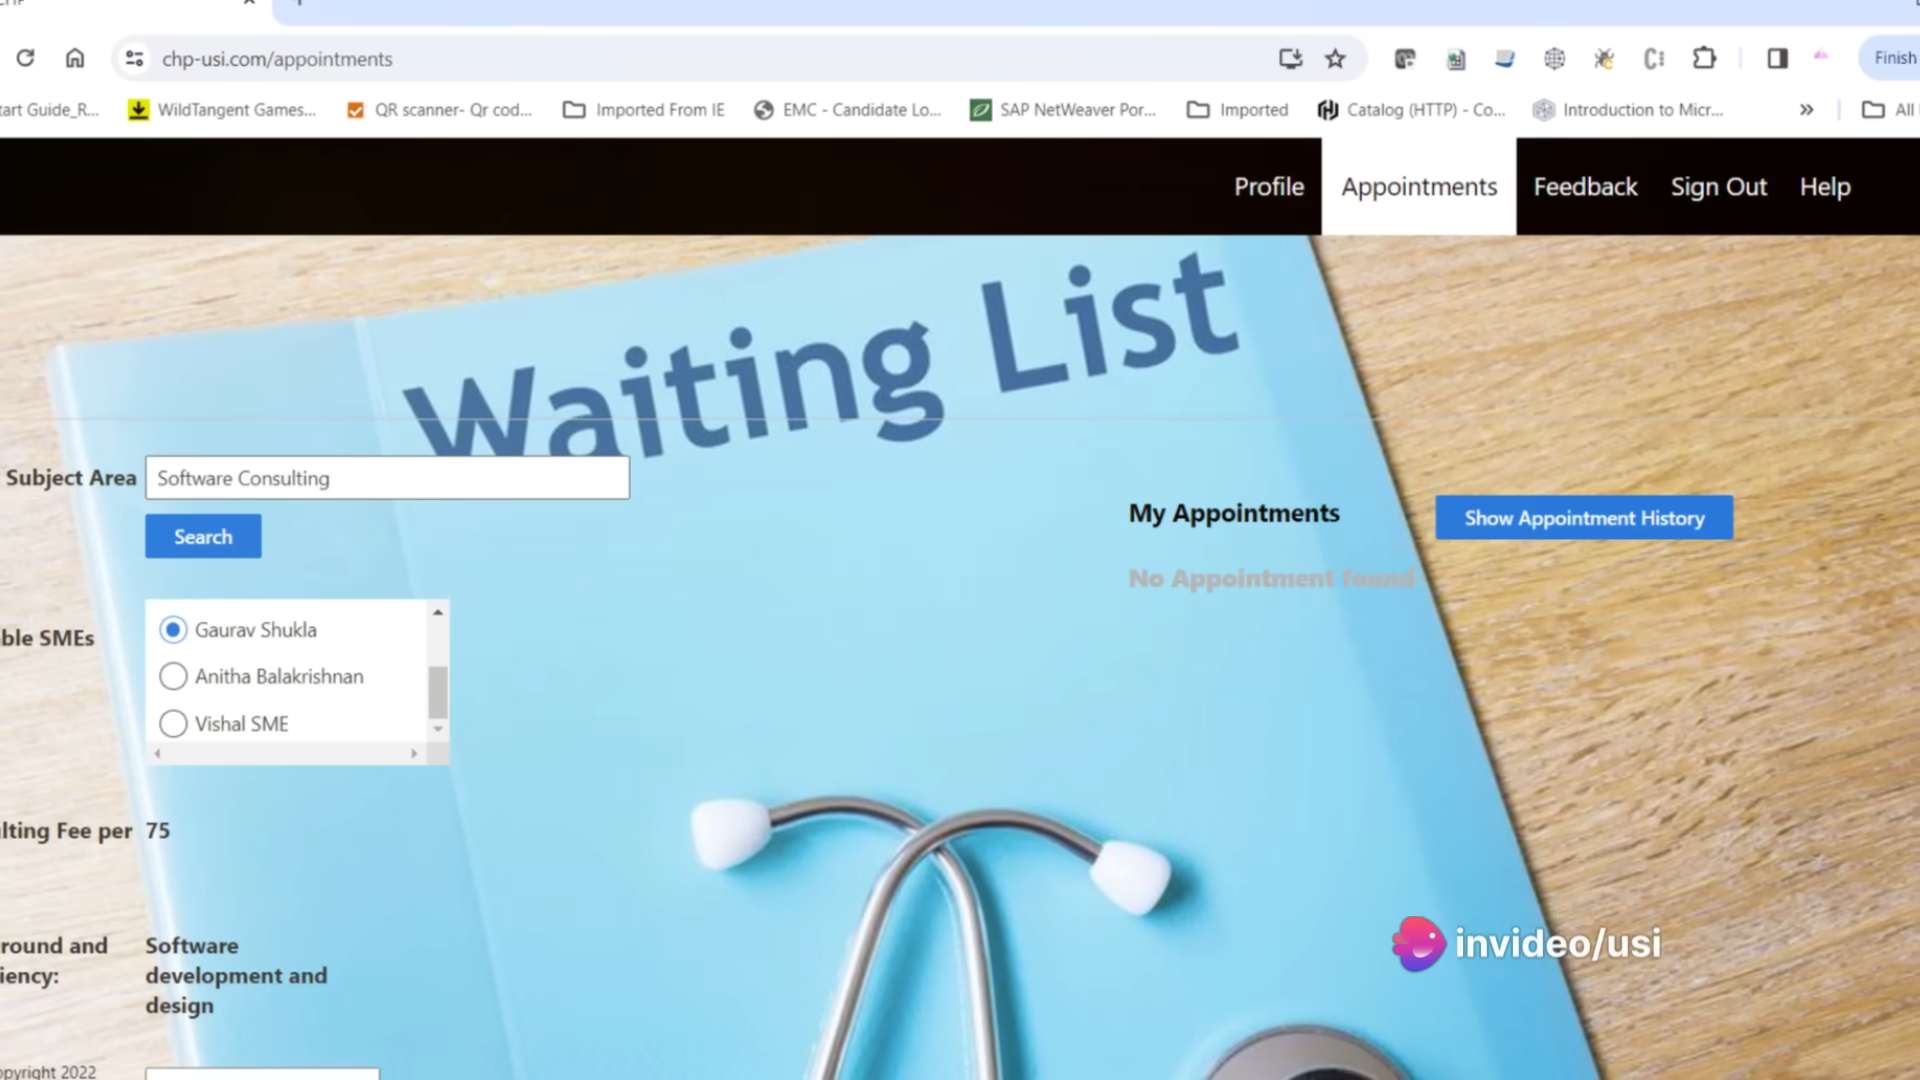 chp-usi.com/appointments
Finish
tart Guide_R...
WildTangent Games...
QR scanner- Qr cod...
Imported From IE
EMC - Candidate Lo...
SAP NetWeaver Por...
Imported
Catalog (HTTP) - Co...
Introduction to Micr...
All
Profile
Appointments
Feedback
Sign Out
Help
Waiting List
Subject Area
Software Consulting
Search
My Appointments
Show Appointment History
No Appointment found
ble SMEs
Gaurav Shukla
Anitha Balakrishnan
Vishal SME
lting Fee per
75
round and
iency:
Software
development and
design
invideo/usi
opyright 2022